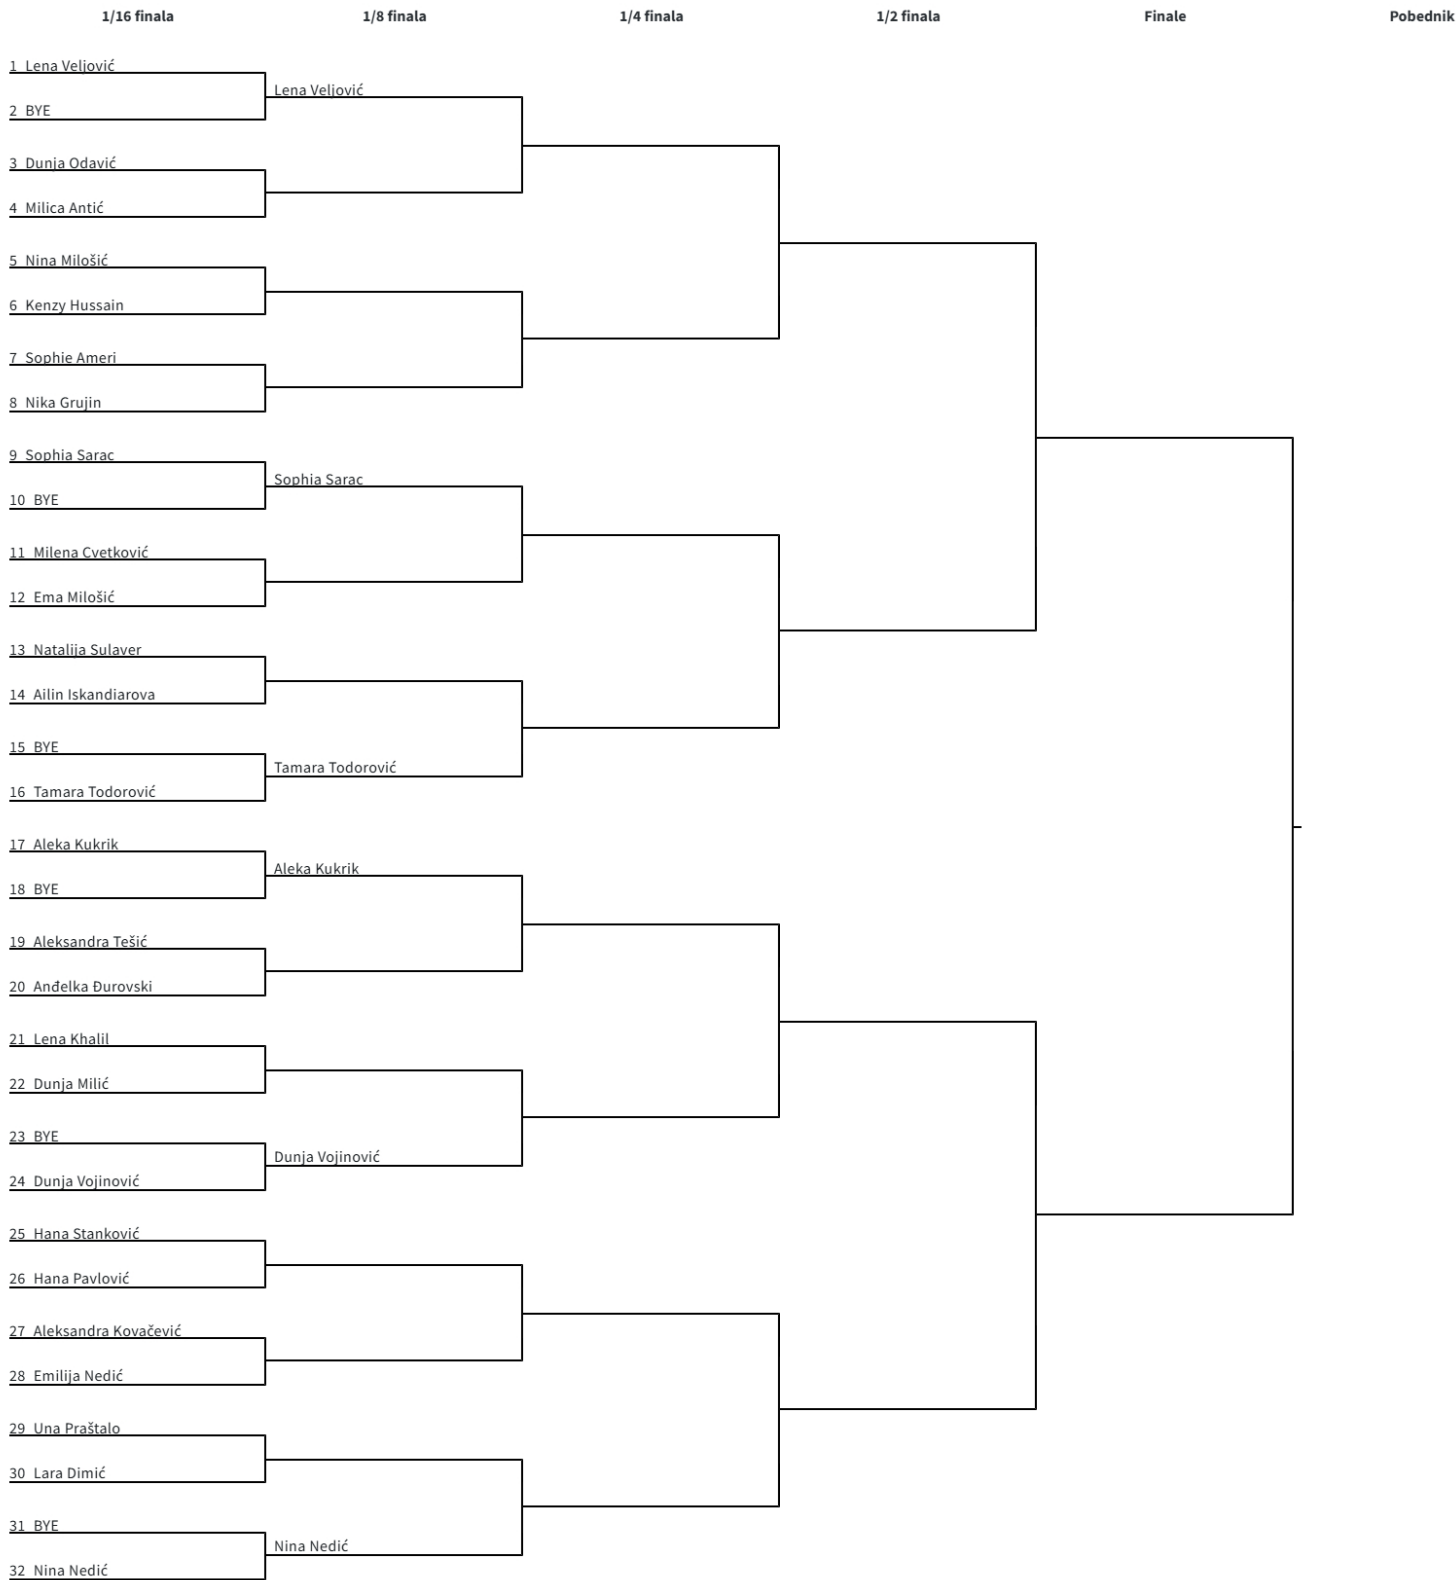 1/16 finala 1/8 finala 1/4 finala 1/2 finala Finale Pobednik
1 Lena Veljović
Lena Veljović
2 BYE
3 Dunja Odavić
4 Milica Antić
5 Nina Milošić
6 Kenzy Hussain
7 Sophie Ameri
8 Nika Grujin
9 Sophia Sarac
Sophia Sarac
10 BYE
11 Milena Cvetković
12 Ema Milošić
13 Natalija Sulaver
14 Ailin Iskandiarova
15 BYE
Tamara Todorović
16 Tamara Todorović
17 Aleka Kukrik
Aleka Kukrik
18 BYE
19 Aleksandra Tešić
20 Anđelka Đurovski
21 Lena Khalil
22 Dunja Milić
23 BYE
Dunja Vojinović
24 Dunja Vojinović
25 Hana Stanković
26 Hana Pavlović
27 Aleksandra Kovačević
28 Emilija Nedić
29 Una Praštalo
30 Lara Dimić
31 BYE
Nina Nedić
32 Nina Nedić